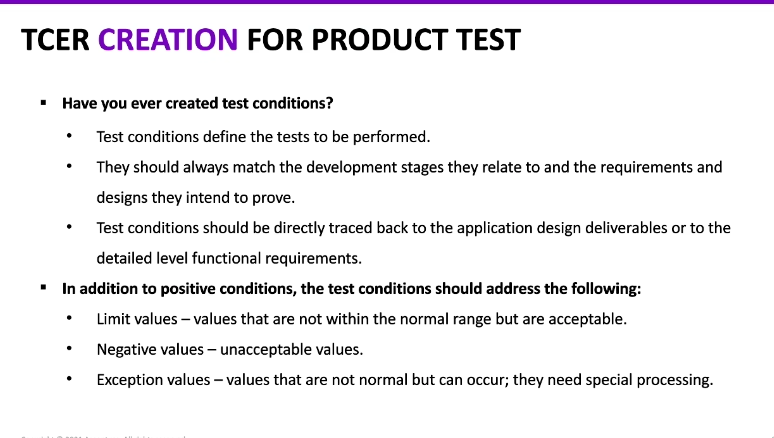 TCER CREATION FOR PRODUCT TEST
▪ Have you ever created test conditions?
• Test conditions define the tests to be performed.
• They should always match the development stages they relate to and the requirements and
designs they intend to prove.
• Test conditions should be directly traced back to the application design deliverables or to the
detailed level functional requirements.
▪ In addition to positive conditions, the test conditions should address the following:
• Limit values – values that are not within the normal range but are acceptable.
• Negative values – unacceptable values.
• Exception values – values that are not normal but can occur; they need special processing.